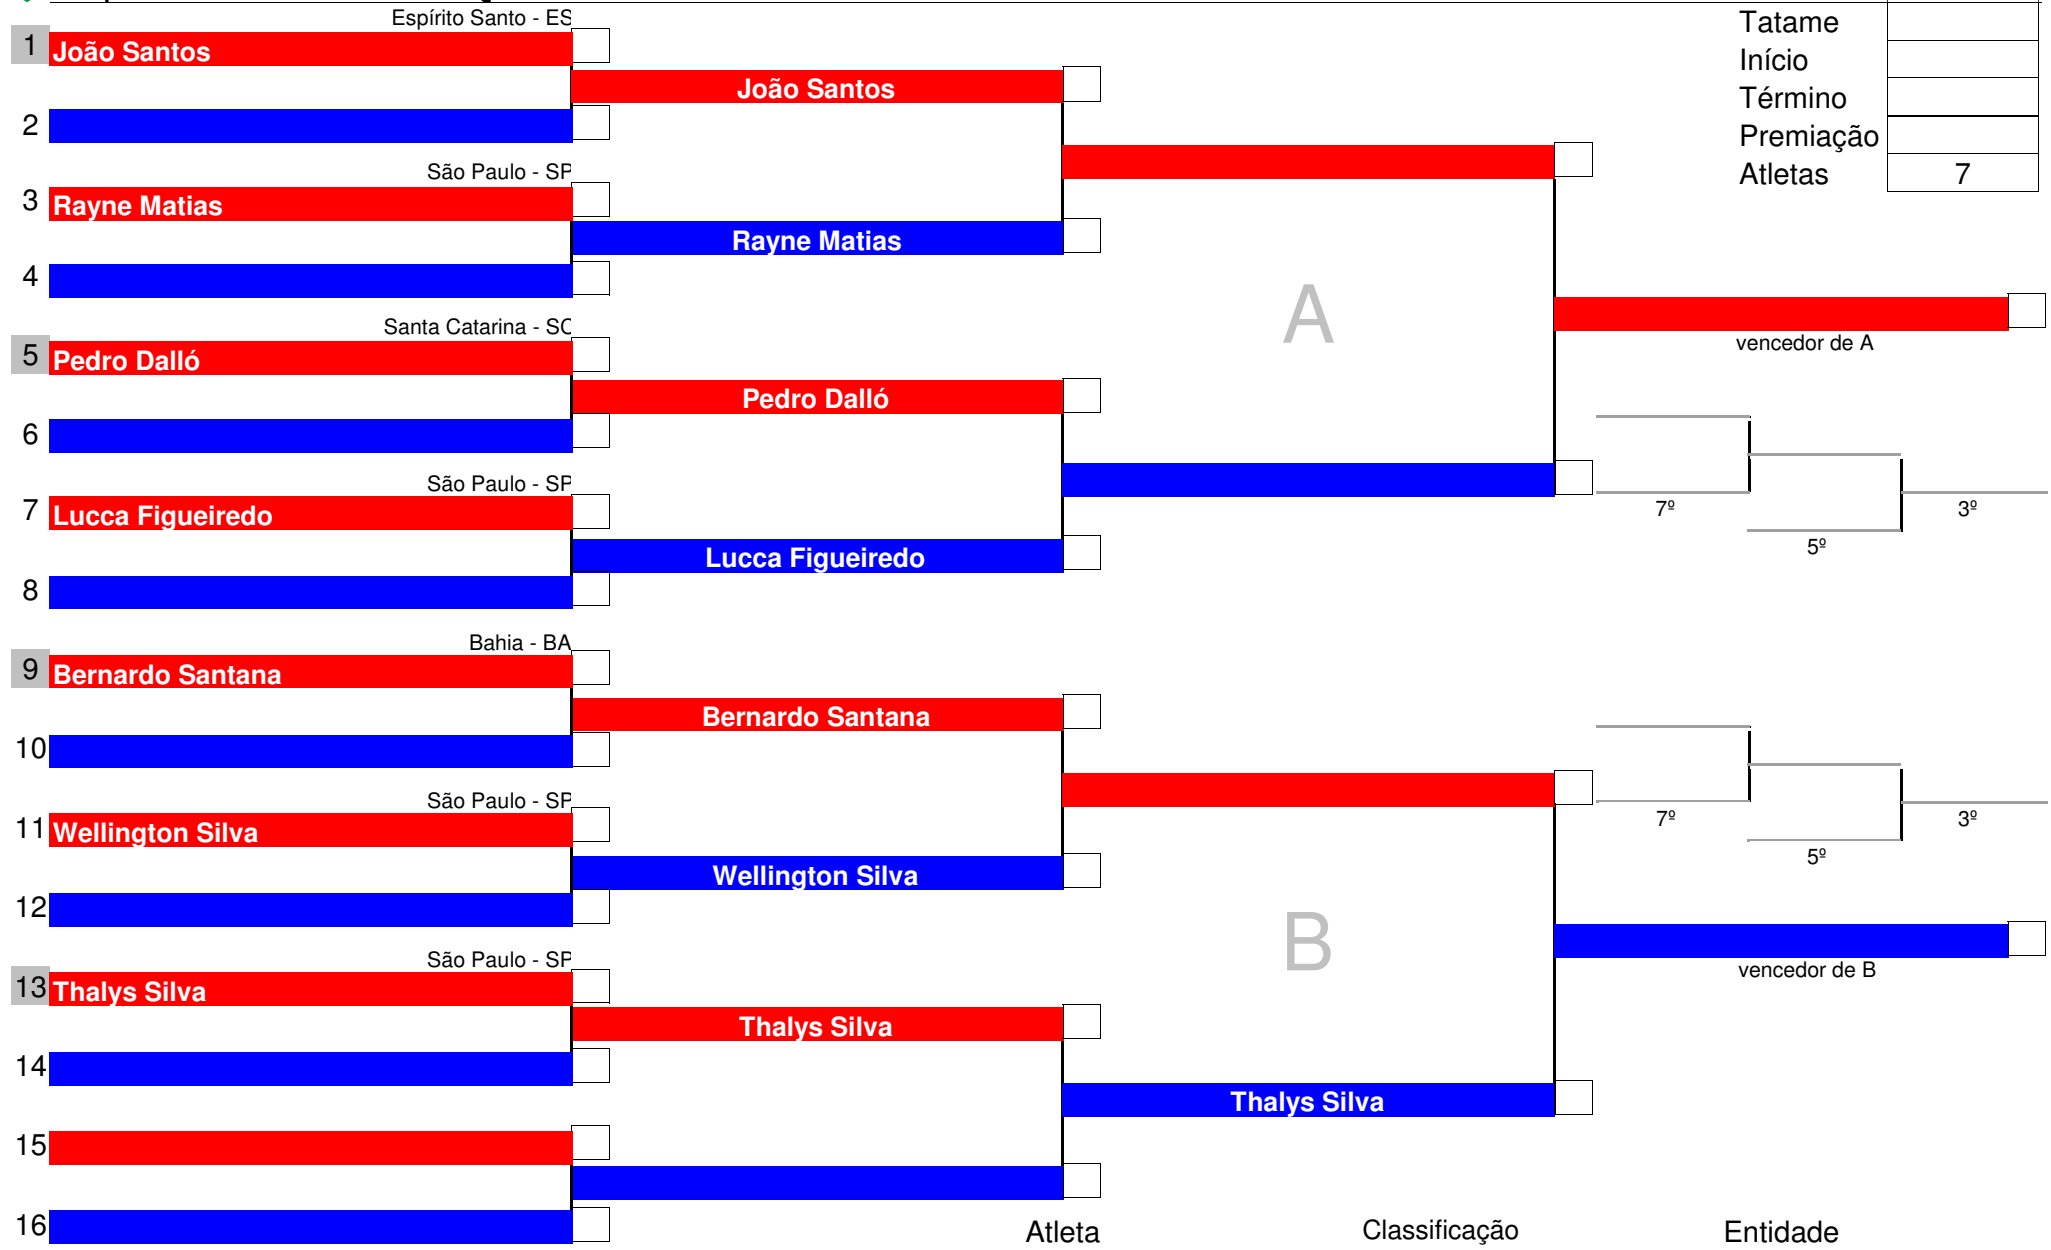 Espírito Santo - ES
Tatame
1 João Santos
Início
João Santos
Término
2
Premiação
São Paulo - SP
Atletas 7
3 Rayne Matias
Rayne Matias
4
A
Santa Catarina - SC
vencedor de A
5 Pedro Dalló
Pedro Dalló
6
São Paulo - SP
7 Lucca Figueiredo
7º 3º
5º
Lucca Figueiredo
8
Bahia - BA
9 Bernardo Santana
Bernardo Santana
10
São Paulo - SP
7º 3º
11 Wellington Silva
5º
Wellington Silva
12
B
São Paulo - SP
vencedor de B
13 Thalys Silva
Thalys Silva
14
Thalys Silva
15
16
Atleta Classificação Entidade